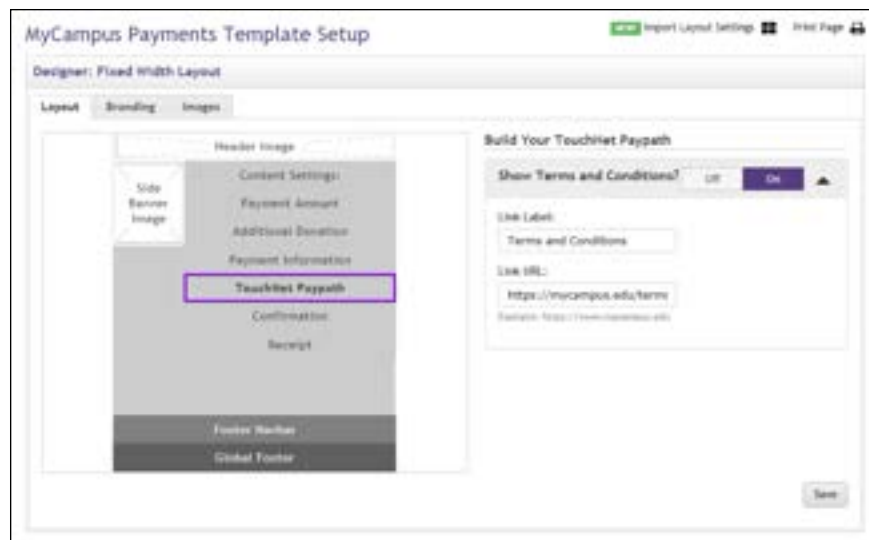 MyCampus Payments Template Setup
Import Layout Settings
Print Page
Designer: Fixed Width Layout
Layout
Branding
Images
Header Image
Side
Banner
Image
Content Settings:
Payment Amount
Additional Donation
Payment Information
TouchNet Paypath
Confirmation
Receipt
Footer Navbar
Global Footer
Build Your TouchNet Paypath
Show Terms and Conditions?
Off
On
Link Label:
Terms and Conditions
Link URL:
https://mycampus.edu/terms
Save